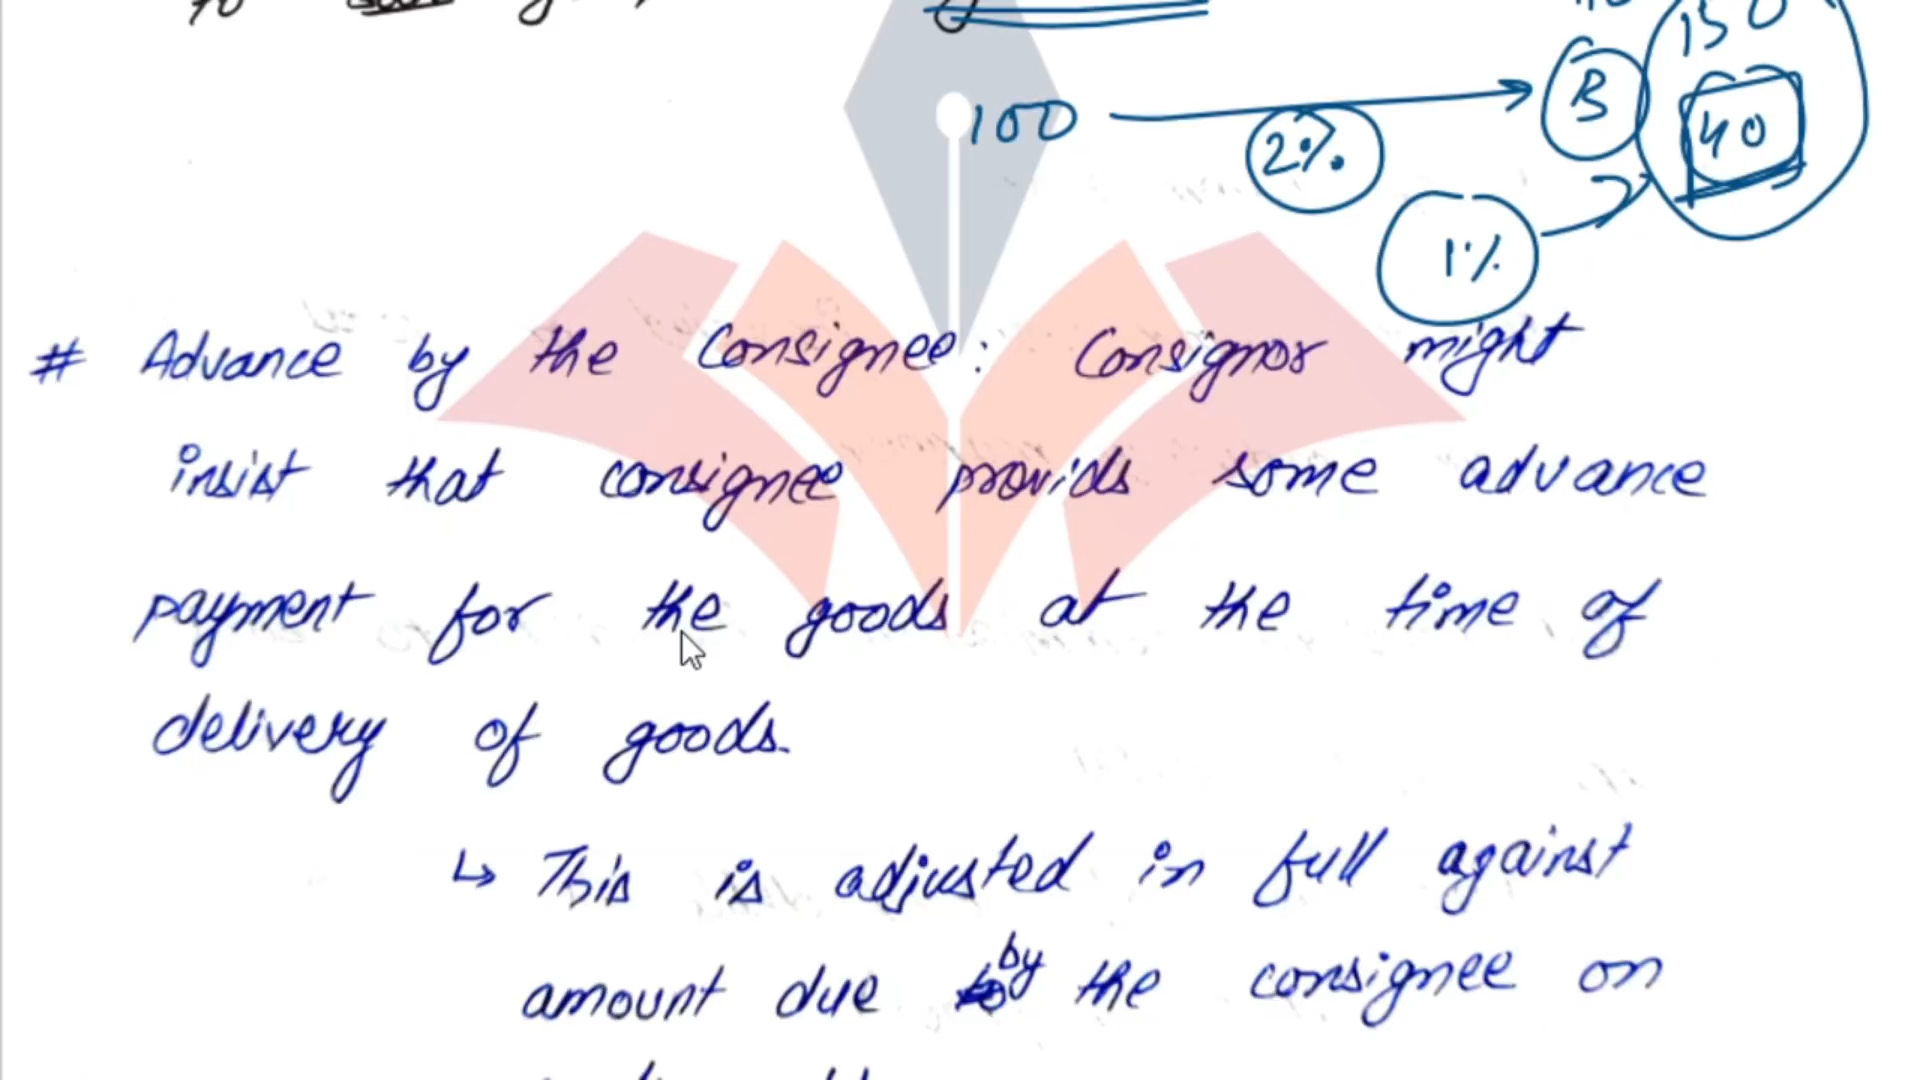 to
150
100
B
40
2%
1%
# Advance by the Consignee: Consignor might
insist that consignee provids some advance
payment for the goods at the time of
delivery of goods.
↳ This is adjusted in full against
amount due by the consignee on